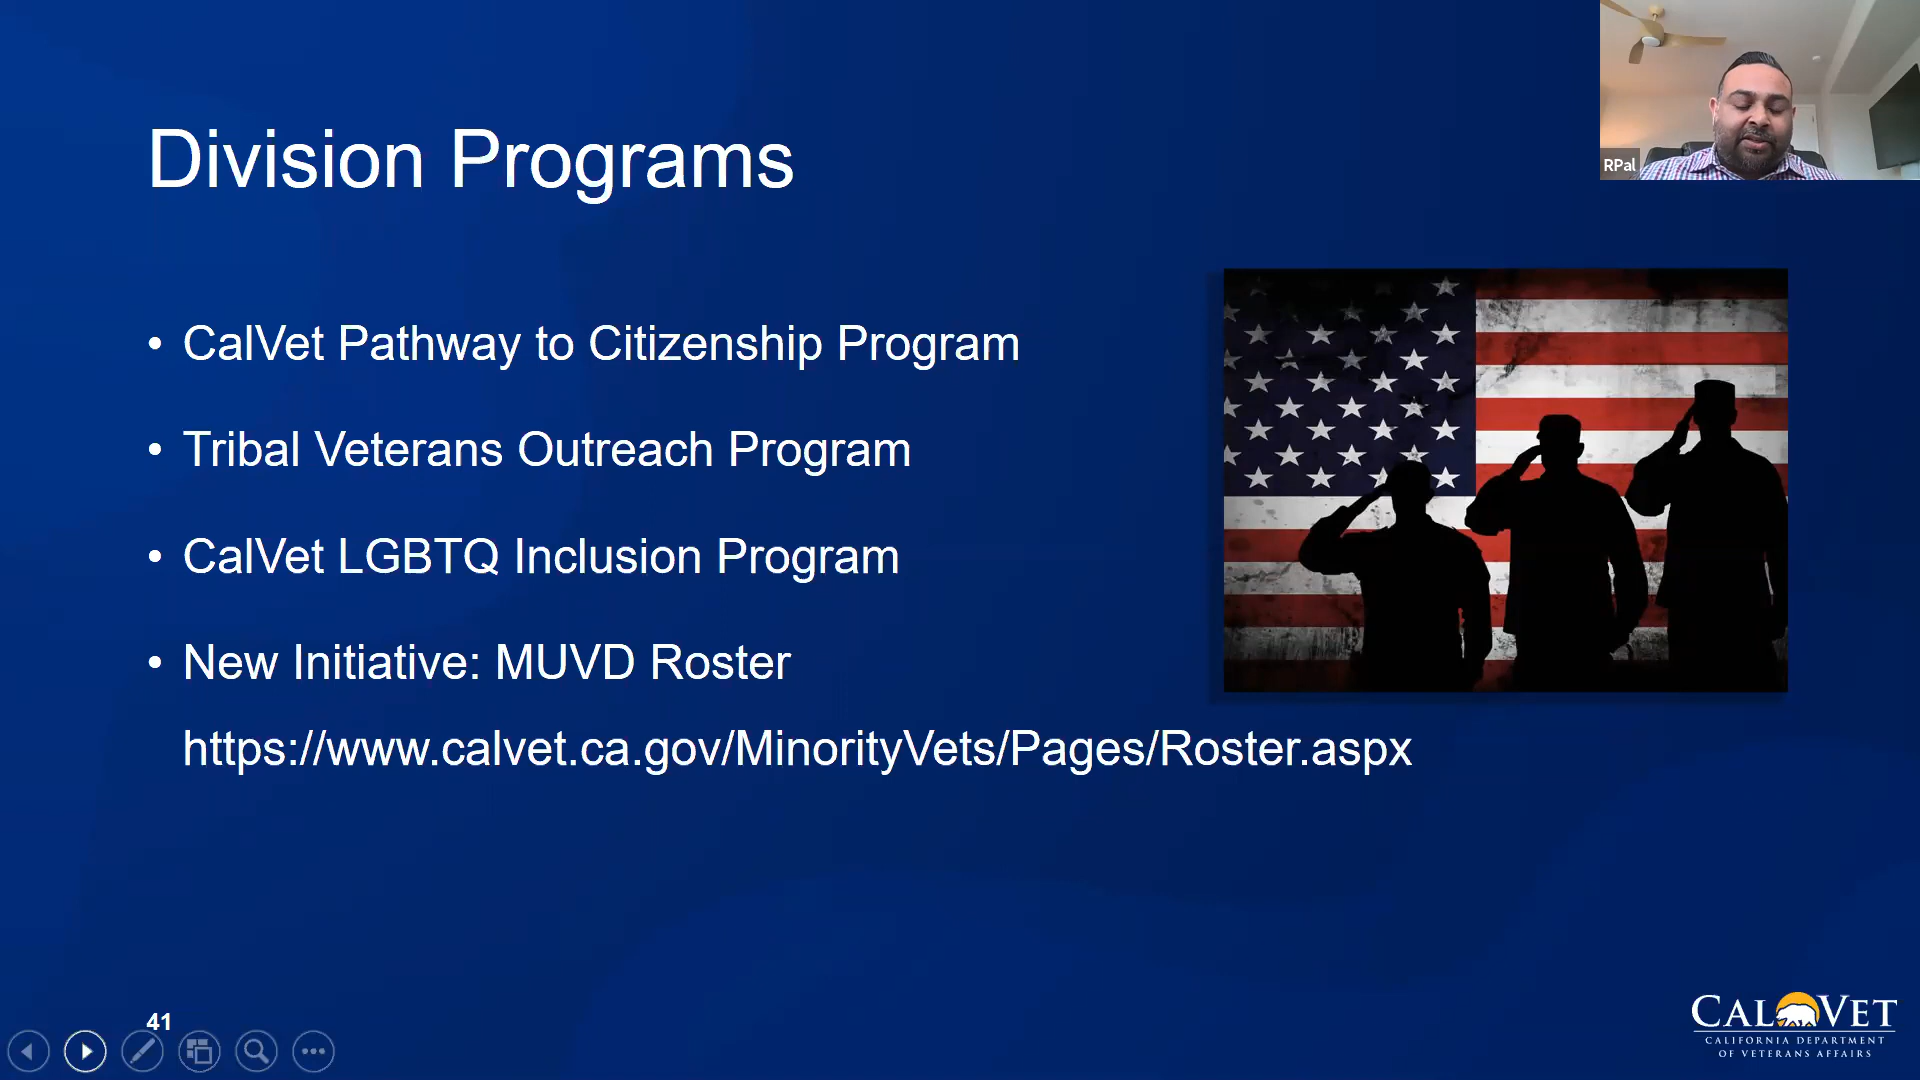 RPal
Division Programs
• CalVet Pathway to Citizenship Program
• Tribal Veterans Outreach Program
• CalVet LGBTQ Inclusion Program
• New Initiative: MUVD Roster
https://www.calvet.ca.gov/MinorityVets/Pages/Roster.aspx
41
CALVET
CALIFORNIA DEPARTMENT
OF VETERANS AFFAIRS